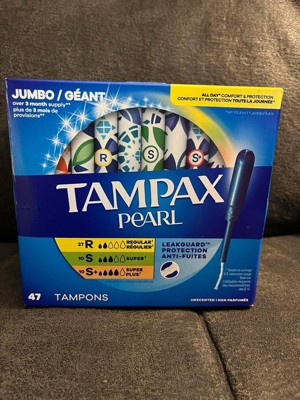 JUMBO / GÉANT
over 3 month supply**
plus de 3 mois de
provisions**
ALL DAY* COMFORT & PROTECTION
CONFORT ET PROTECTION TOUTE LA JOURNÉE*
R
S
S+
TAMPAX
PEARL
27 R REGULAR RÉGULIER
10 S SUPER
10 S+ SUPER PLUS
LEAKGUARD™
PROTECTION
ANTI-FUITES
47 TAMPONS
UNSCENTED / NON PARFUMÉS